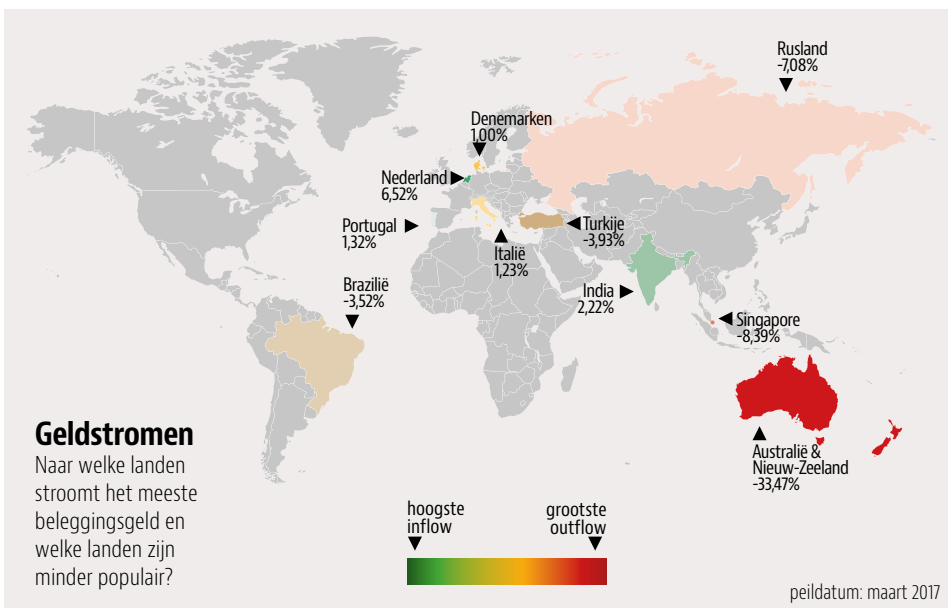 Rusland
-7,08%
Denemarken
1,00%
Nederland
6,52%
Portugal
1,32%
Turkije
-3,93%
Italië
1,23%
Brazilië
-3,52%
India
2,22%
Singapore
-8,39%
Australië &
Nieuw-Zeeland
-33,47%
Geldstromen
Naar welke landen
stroomt het meeste
beleggingsgeld en
welke landen zijn
minder populair?
hoogste
inflow
grootste
outflow
peildatum: maart 2017